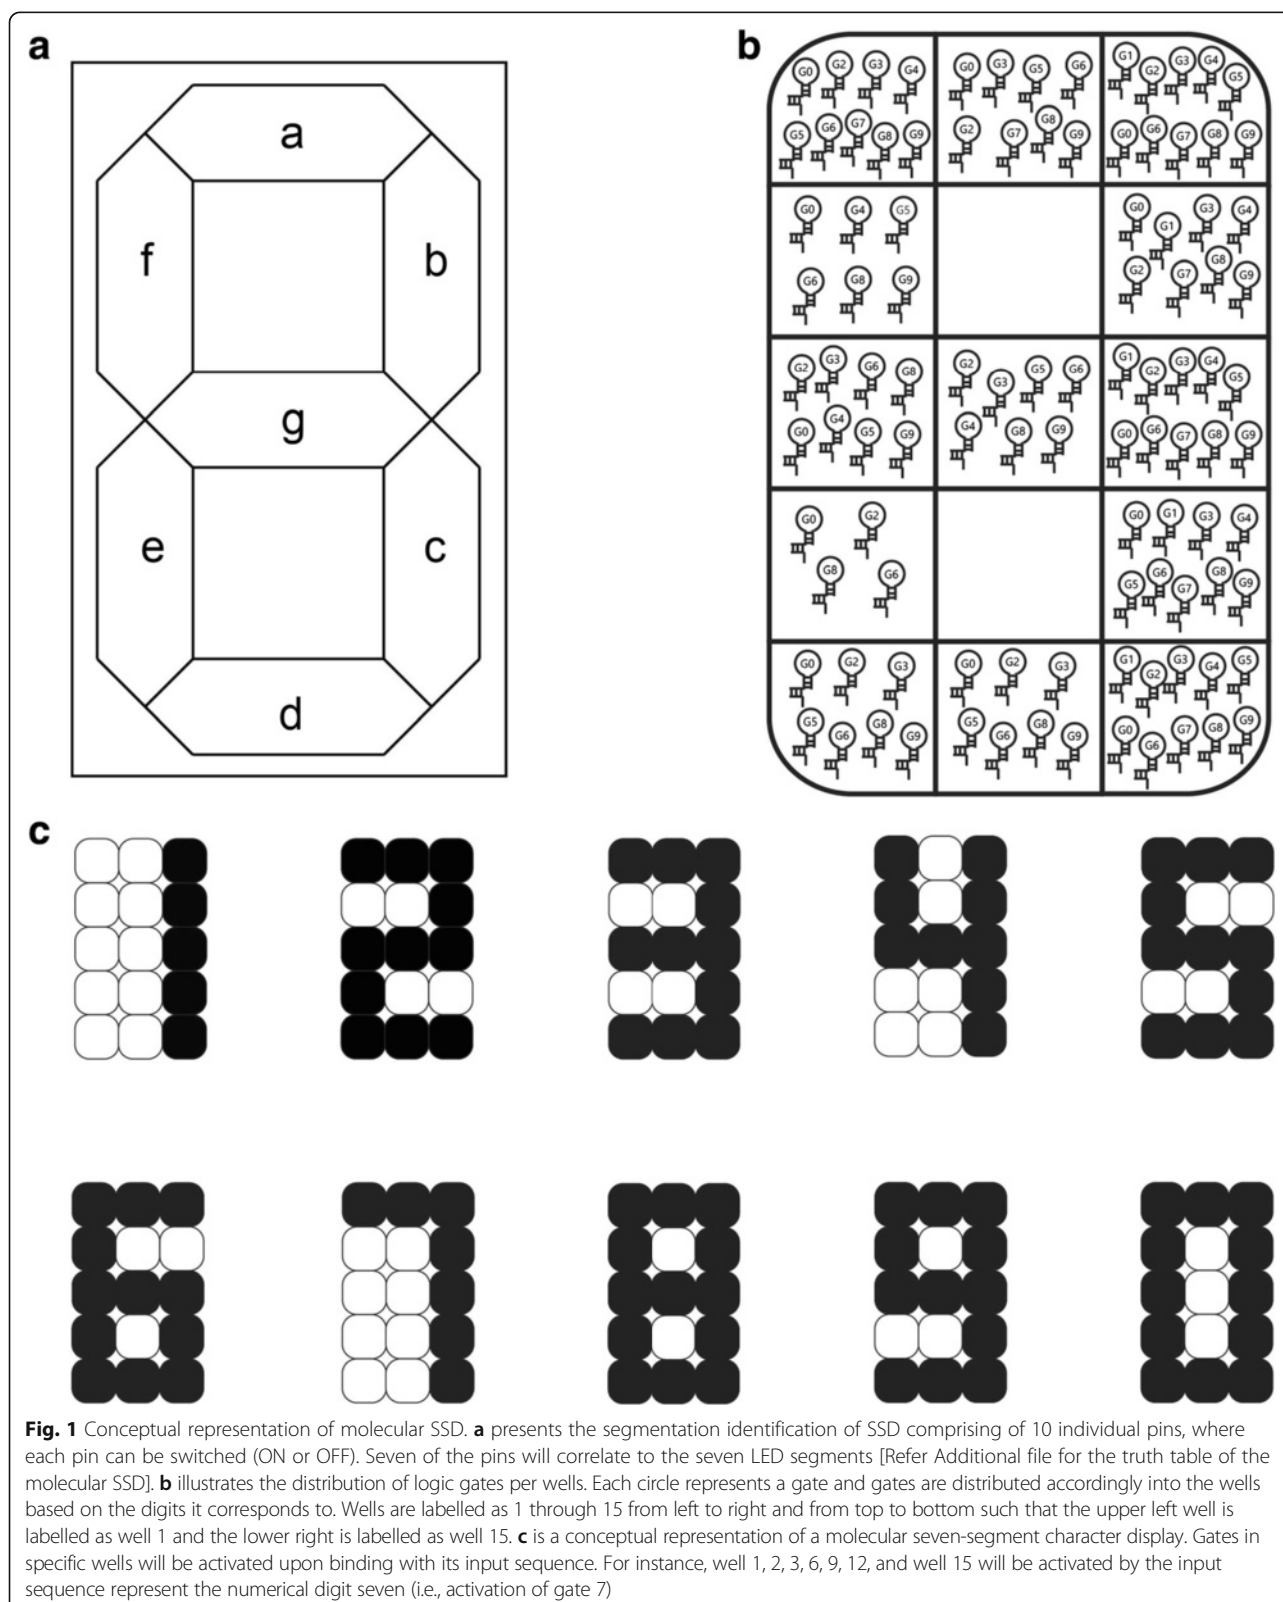 a
b
a
f
b
g
e
c
d
G0 G2 G3 G4
G5 G6 G7 G8 G9
G0 G3 G5 G6
G2 G7 G8 G9
G1 G2 G3 G4 G5
G0 G6 G7 G8 G9
G0 G4 G5
G6 G8 G9
G0 G1 G3 G4
G2 G7 G8 G9
G2 G3 G6 G8
G0 G4 G5 G9
G2 G3 G5 G6
G4 G8 G9
G1 G2 G3 G4 G5
G0 G6 G7 G8 G9
G0 G2
G8 G6
G0 G1 G3 G4
G5 G6 G7 G8 G9
G0 G2 G3
G5 G6 G8 G9
G0 G2 G3
G5 G6 G8 G9
G1 G2 G3 G4 G5
G0 G6 G7 G8 G9
c
Fig. 1 Conceptual representation of molecular SSD. a presents the segmentation identification of SSD comprising of 10 individual pins, where
each pin can be switched (ON or OFF). Seven of the pins will correlate to the seven LED segments [Refer Additional file for the truth table of the
molecular SSD]. b illustrates the distribution of logic gates per wells. Each circle represents a gate and gates are distributed accordingly into the wells
based on the digits it corresponds to. Wells are labelled as 1 through 15 from left to right and from top to bottom such that the upper left well is
labelled as well 1 and the lower right is labelled as well 15. c is a conceptual representation of a molecular seven-segment character display. Gates in
specific wells will be activated upon binding with its input sequence. For instance, well 1, 2, 3, 6, 9, 12, and well 15 will be activated by the input
sequence represent the numerical digit seven (i.e., activation of gate 7)